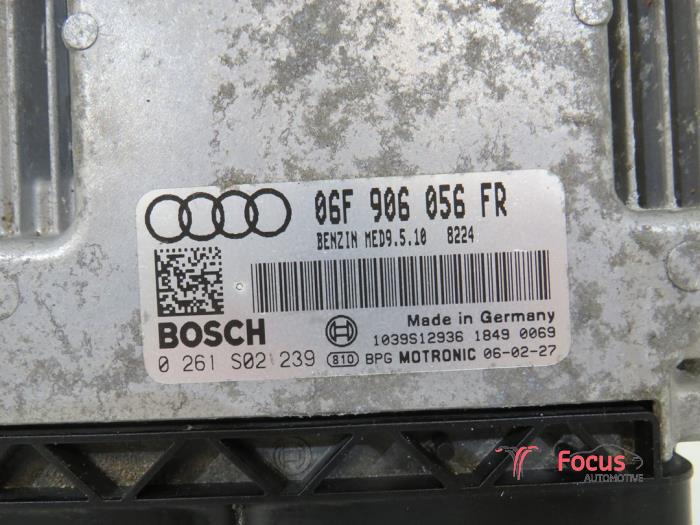 06F 906 056 FR
BENZIN MED9.5.10 8224
BOSCH
Made in Germany
1039S12936 1849 0069
0 261 S02 239 810 BPG MOTRONIC 06-02-27
Focus
AUTOMOTIVE